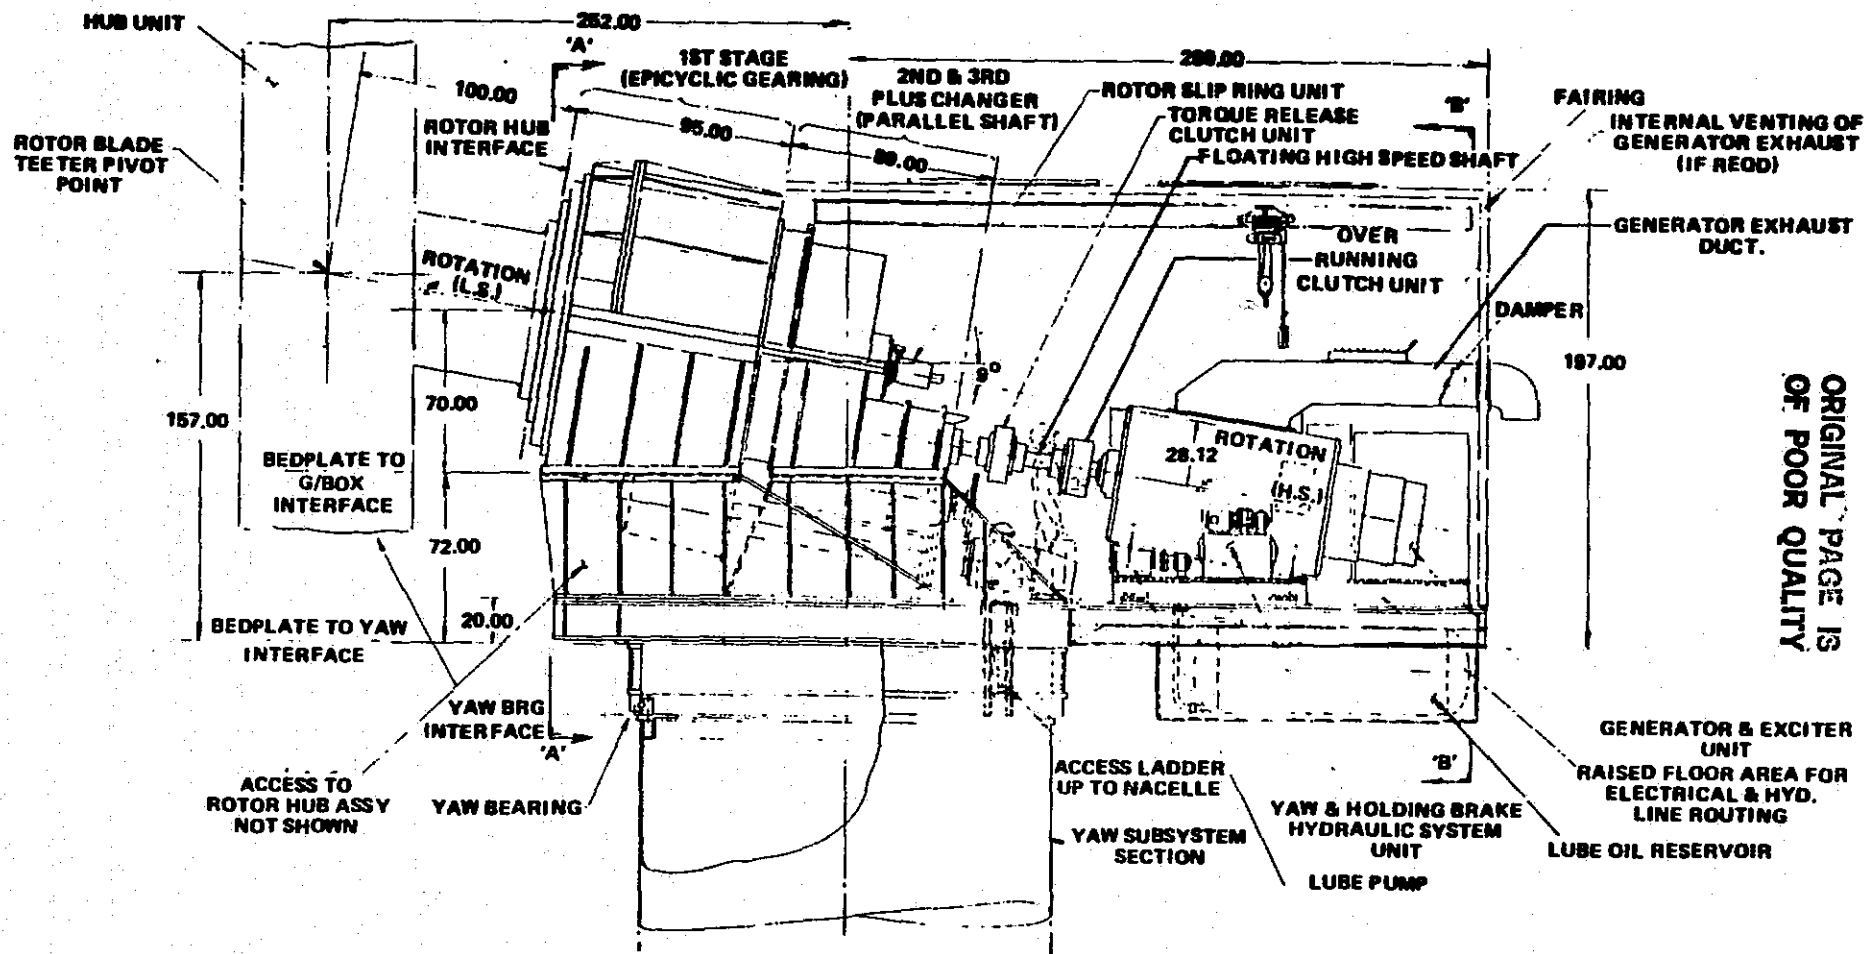 HUB UNIT
252.00
'A'
1ST STAGE
(EPICYCLIC GEARING)
2ND & 3RD
PLUS CHANGER
(PARALLEL SHAFT)
ROTOR SLIP RING UNIT
TORQUE RELEASE
CLUTCH UNIT
FLOATING HIGH SPEED SHAFT
'B'
FAIRING
INTERNAL VENTING OF
GENERATOR EXHAUST
(IF REQD)
100.00
95.00
ROTOR HUB
INTERFACE
ROTOR BLADE
TEETER PIVOT
POINT
GENERATOR EXHAUST
DUCT.
OVER
RUNNING
CLUTCH UNIT
ROTATION
(L.S.)
DAMPER
197.00
9°
157.00
70.00
ORIGINAL PAGE IS
OF POOR QUALITY
BEDPLATE TO
G/BOX
INTERFACE
28.12
ROTATION
(H.S.)
72.00
20.00
BEDPLATE TO YAW
INTERFACE
YAW BRG
INTERFACE
'A'
ACCESS TO
ROTOR HUB ASSY
NOT SHOWN
YAW BEARING
ACCESS LADDER
UP TO NACELLE
YAW SUBSYSTEM
SECTION
'B'
YAW & HOLDING BRAKE
HYDRAULIC SYSTEM
UNIT
LUBE PUMP
GENERATOR & EXCITER
UNIT
RAISED FLOOR AREA FOR
ELECTRICAL & HYD.
LINE ROUTING
LUBE OIL RESERVOIR